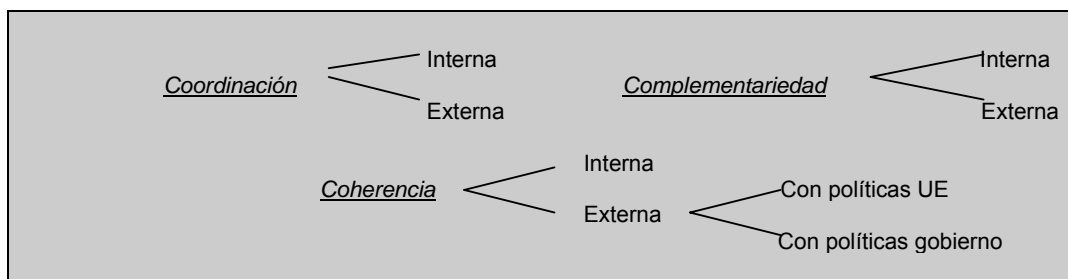 Coordinación
Interna
Externa
Complementariedad
Interna
Externa
Coherencia
Interna
Externa
Con políticas UE
Con políticas gobierno